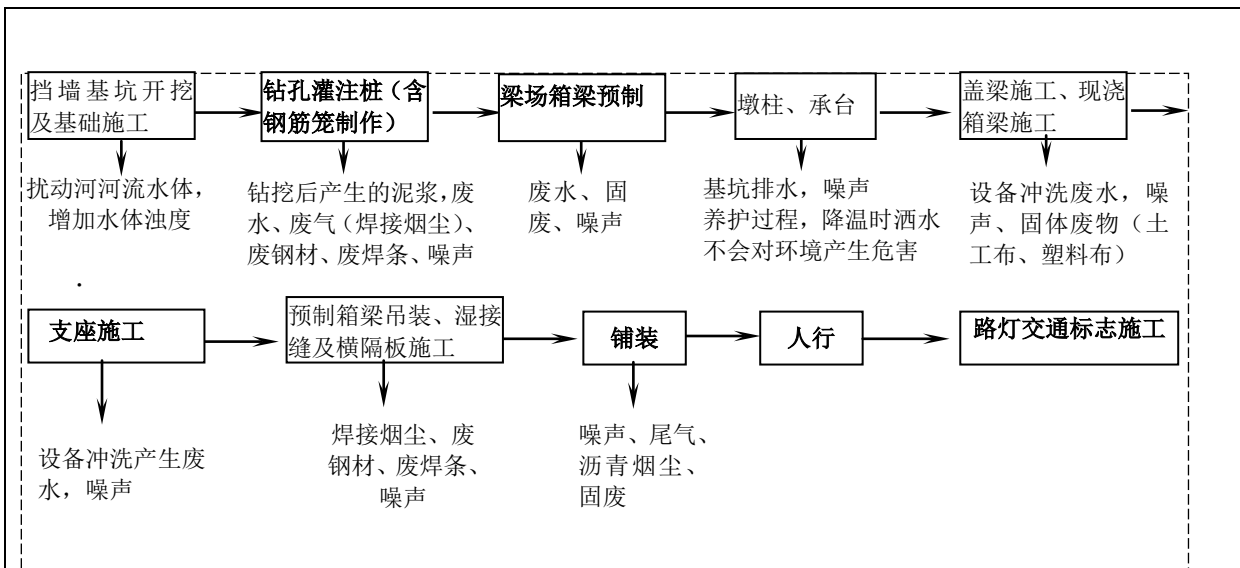 挡墙基坑开挖
及基础施工
钻孔灌注桩（含
钢筋笼制作）
梁场箱梁预制
墩柱、承台
盖梁施工、现浇
箱梁施工
扰动河河流水体，
增加水体浊度
钻挖后产生的泥浆，废
水、废气（焊接烟尘）、
废钢材、废焊条、噪声
废水、固
废、噪声
基坑排水，噪声
养护过程，降温时洒水
不会对环境产生危害
设备冲洗废水，噪
声、固体废物（土
工布、塑料布）
支座施工
预制箱梁吊装、湿接
缝及横隔板施工
铺装
人行
路灯交通标志施工
设备冲洗产生废
水，噪声
焊接烟尘、废
钢材、废焊条、
噪声
噪声、尾气、
沥青烟尘、
固废